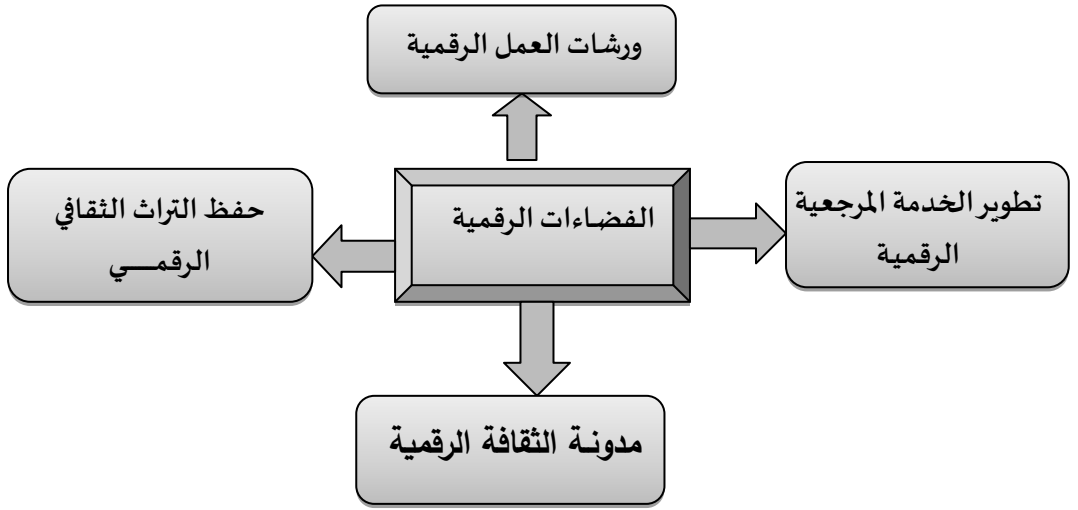 ورشات العمل الرقمية
تطوير الخدمة المرجعية
الرقمية
الفضاءات الرقمية
حفظ التراث الثقافي
الرقمـــي
مدونـة الثقافة الرقمية